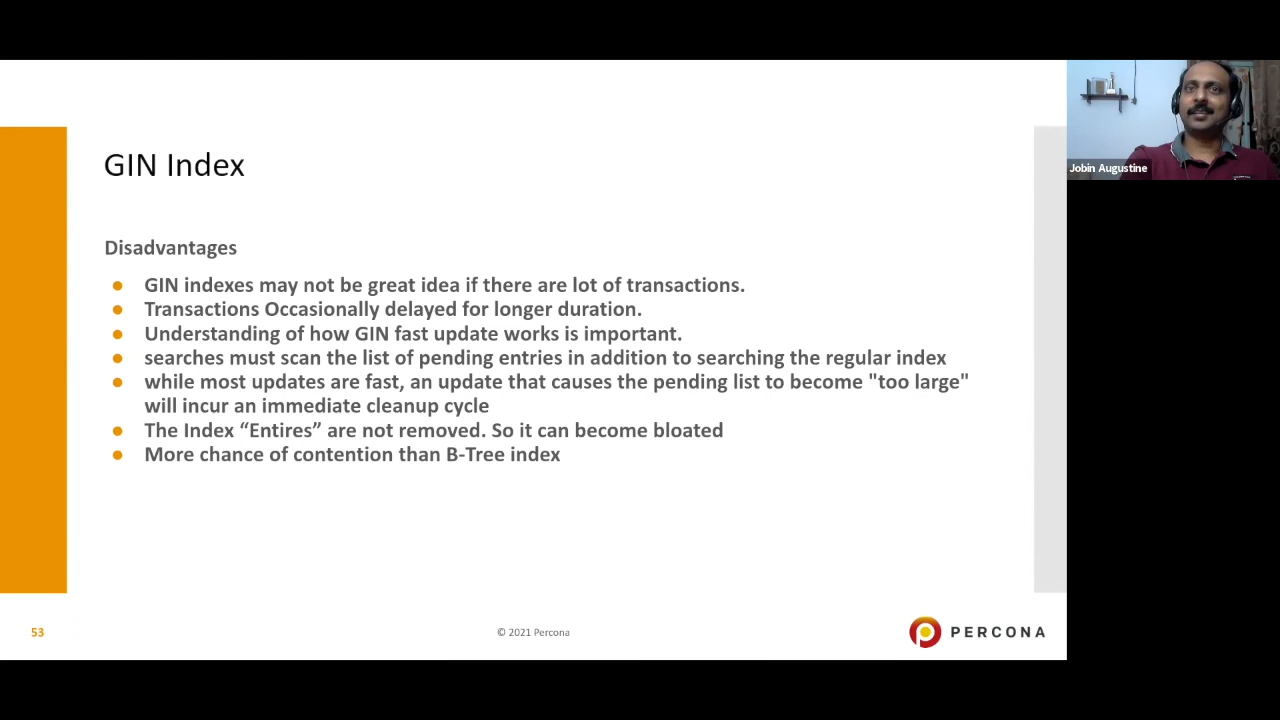 GIN Index
Disadvantages
● GIN indexes may not be great idea if there are lot of transactions.
● Transactions Occasionally delayed for longer duration.
● Understanding of how GIN fast update works is important.
● searches must scan the list of pending entries in addition to searching the regular index
● while most updates are fast, an update that causes the pending list to become "too large"
will incur an immediate cleanup cycle
● The Index “Entires” are not removed. So it can become bloated
● More chance of contention than B-Tree index
53
© 2021 Percona
PERCONA
Jobin Augustine